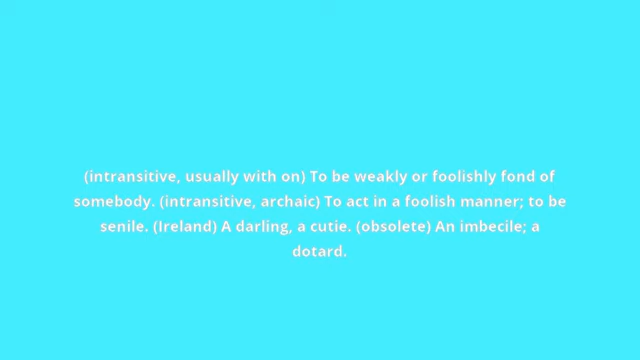 (intransitive, usually with on) To be weakly or foolishly fond of
somebody. (intransitive, archaic) To act in a foolish manner; to be
senile. (Ireland) A darling, a cutie. (obsolete) An imbecile; a
dotard.